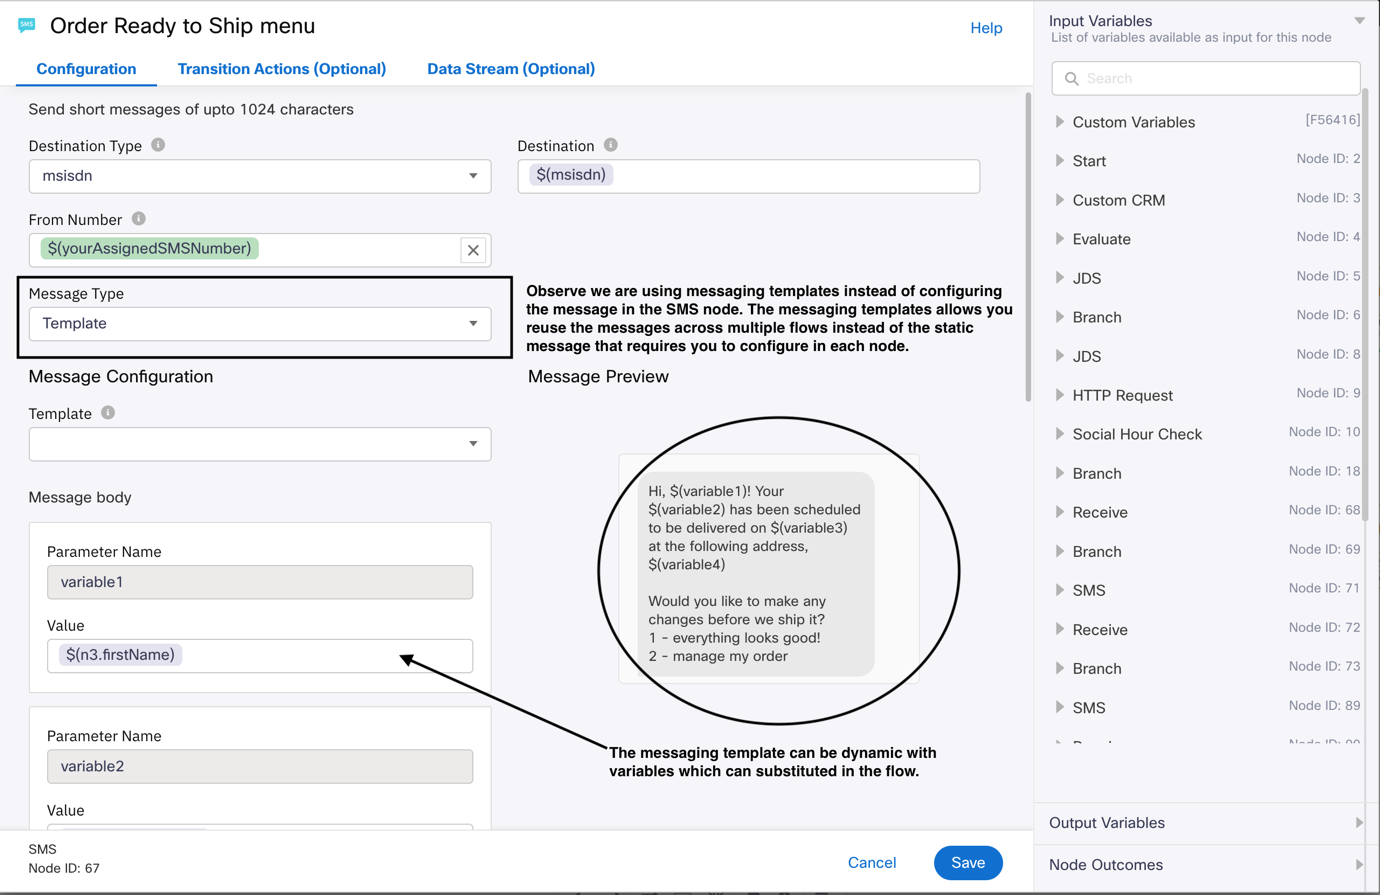 SMS
Order Ready to Ship menu
Help
Configuration
Transition Actions (Optional)
Data Stream (Optional)
Send short messages of upto 1024 characters
Destination Type
msisdn
Destination
$(msisdn)
From Number
$(yourAssignedSMSNumber)
Message Type
Template
Observe we are using messaging templates instead of configuring
the message in the SMS node. The messaging templates allows you
reuse the messages across multiple flows instead of the static
message that requires you to configure in each node.
Message Configuration
Message Preview
Template
Message body
Parameter Name
variable1
Value
$(n3.firstName)
Parameter Name
variable2
Value
Hi, $(variable1)! Your
$(variable2) has been scheduled
to be delivered on $(variable3)
at the following address,
$(variable4)
Would you like to make any
changes before we ship it?
1 - everything looks good!
2 - manage my order
The messaging template can be dynamic with
variables which can substituted in the flow.
SMS
Node ID: 67
Cancel
Save
Input Variables
List of variables available as input for this node
Search
Custom Variables [F56416]
Start Node ID: 2
Custom CRM Node ID: 3
Evaluate Node ID: 4
JDS Node ID: 5
Branch Node ID: 6
JDS Node ID: 8
HTTP Request Node ID: 9
Social Hour Check Node ID: 10
Branch Node ID: 18
Receive Node ID: 68
Branch Node ID: 69
SMS Node ID: 71
Receive Node ID: 72
Branch Node ID: 73
SMS Node ID: 89
Output Variables
Node Outcomes